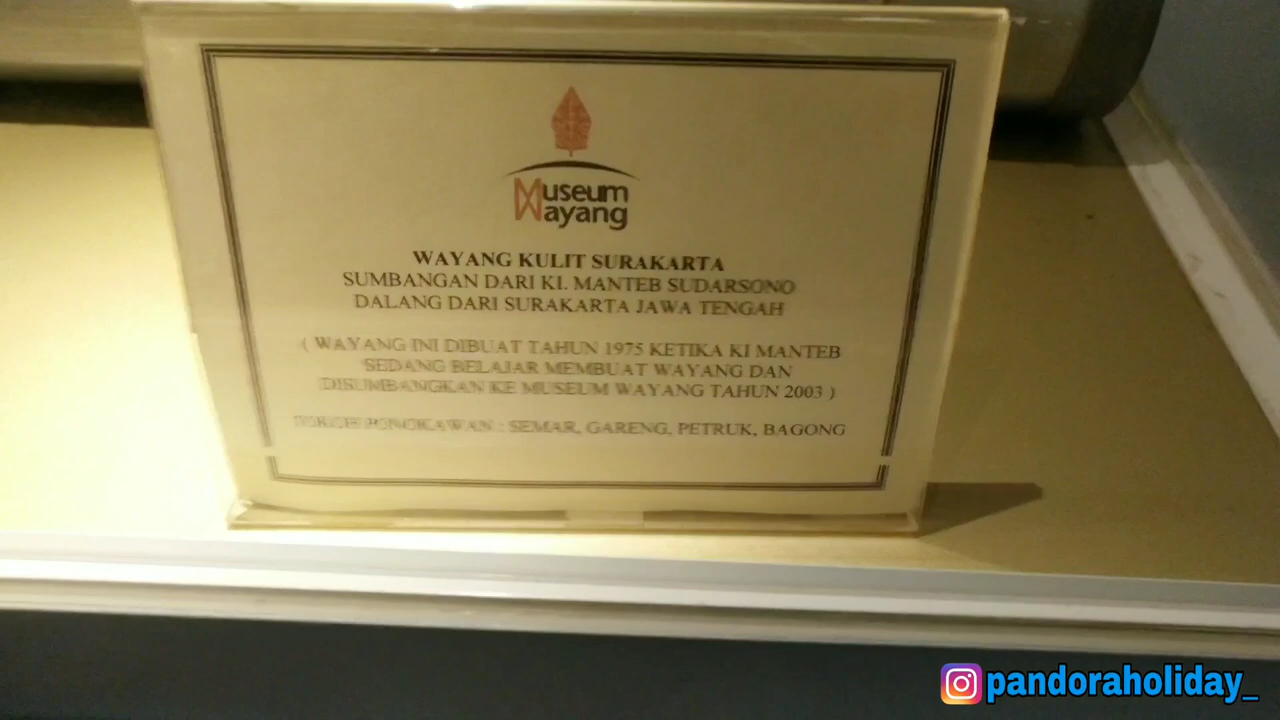 Museum
Wayang
WAYANG KULIT SURAKARTA
SUMBANGAN DARI KI. MANTEB SUDARSONO
DALANG DARI SURAKARTA JAWA TENGAH
( WAYANG INI DIBUAT TAHUN 1975 KETIKA KI MANTEB
SEDANG BELAJAR MEMBUAT WAYANG DAN
DISUMBANGKAN KE MUSEUM WAYANG TAHUN 2003 )
PONOKAWAN : SEMAR, GARENG, PETRUK, BAGONG
pandoraholiday_